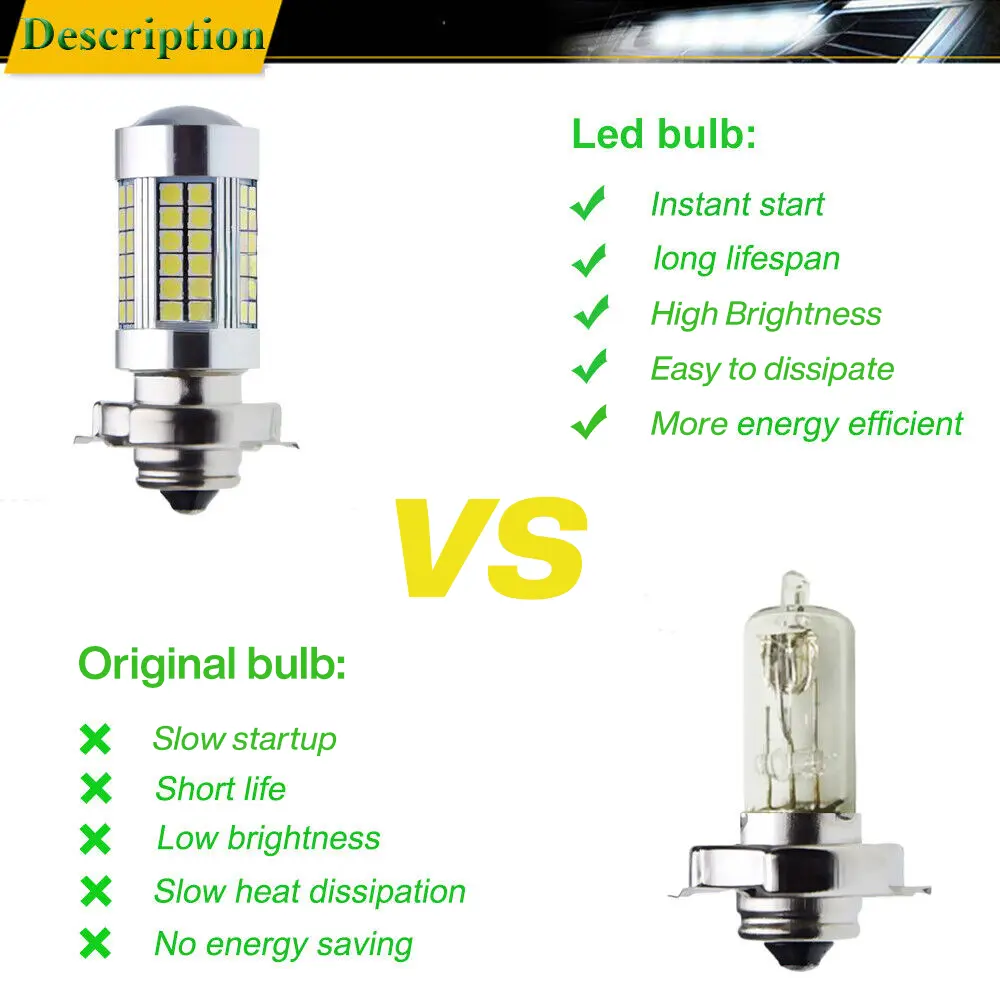 Description
Led bulb:
Instant start
long lifespan
High Brightness
Easy to dissipate
More energy efficient
VS
Original bulb:
Slow startup
Short life
Low brightness
Slow heat dissipation
No energy saving